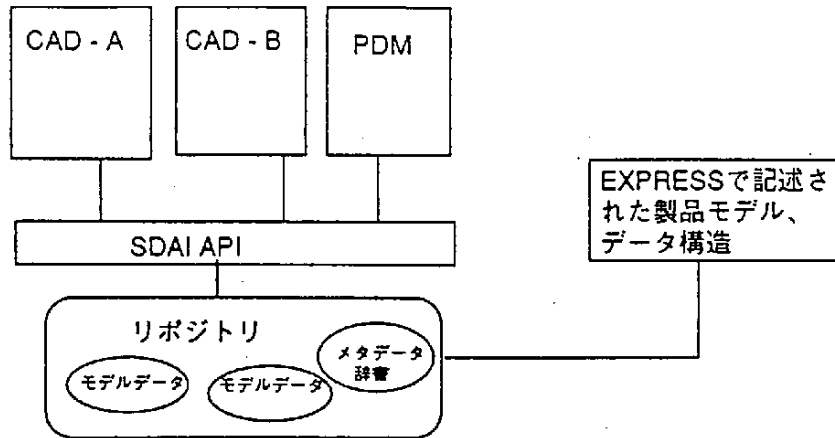 CAD - A
CAD - B
PDM
EXPRESSで記述さ
れた製品モデル、
データ構造
SDAI API
リポジトリ
メタデータ
辞書
モデルデータ
モデルデータ